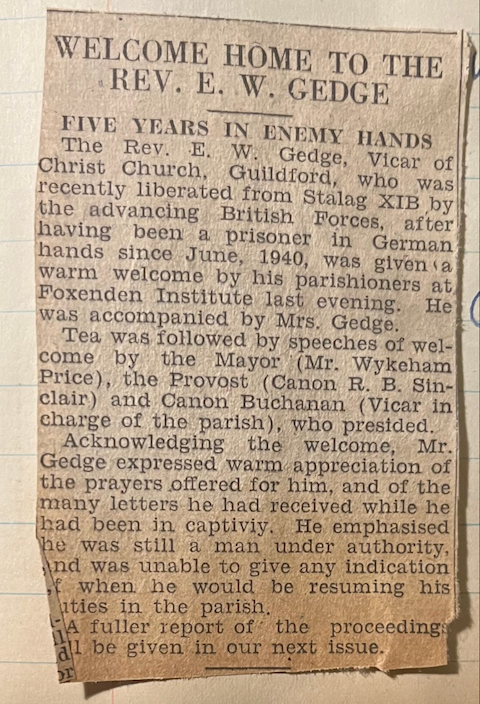 WELCOME HOME TO THE
REV. E. W. GEDGE
FIVE YEARS IN ENEMY HANDS
The Rev. E. W. Gedge, Vicar of
Christ Church, Guildford, who was
recently liberated from Stalag XIB by
the advancing British Forces, after
having been a prisoner in German
hands since June, 1940, was given a
warm welcome by his parishioners at
Foxenden Institute last evening. He
was accompanied by Mrs. Gedge.
Tea was followed by speeches of wel-
come by the Mayor (Mr. Wykeham
Price), the Provost (Canon R. B. Sin-
clair) and Canon Buchanan (Vicar in
charge of the parish), who presided.
Acknowledging the welcome, Mr.
Gedge expressed warm appreciation of
the prayers offered for him, and of the
many letters he had received while he
had been in captiviy. He emphasised
he was still a man under authority,
nd was unable to give any indication
f when he would be resuming his
uties in the parish.
A fuller report of the proceedings
ll be given in our next issue.